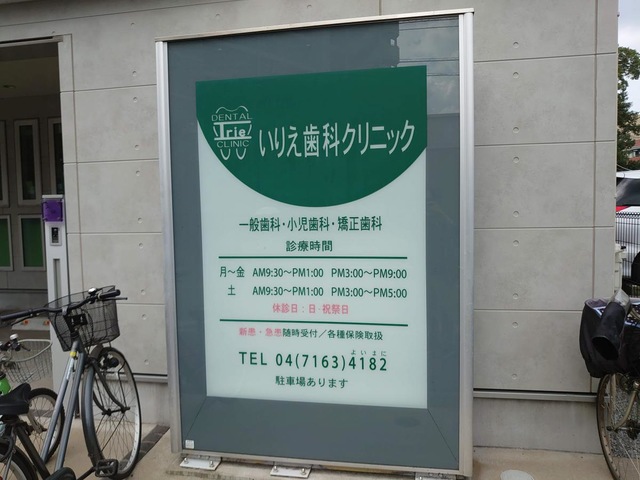 DENTAL
Irie
CLINIC
いりえ歯科クリニック
一般歯科・小児歯科・矯正歯科
診療時間
月～金 AM9:30～PM1:00 PM3:00～PM9:00
土 AM9:30～PM1:00 PM3:00～PM5:00
休診日：日・祝祭日
新患・急患随時受付／各種保険取扱
よいまに
TEL 04(7163)4182
駐車場あります